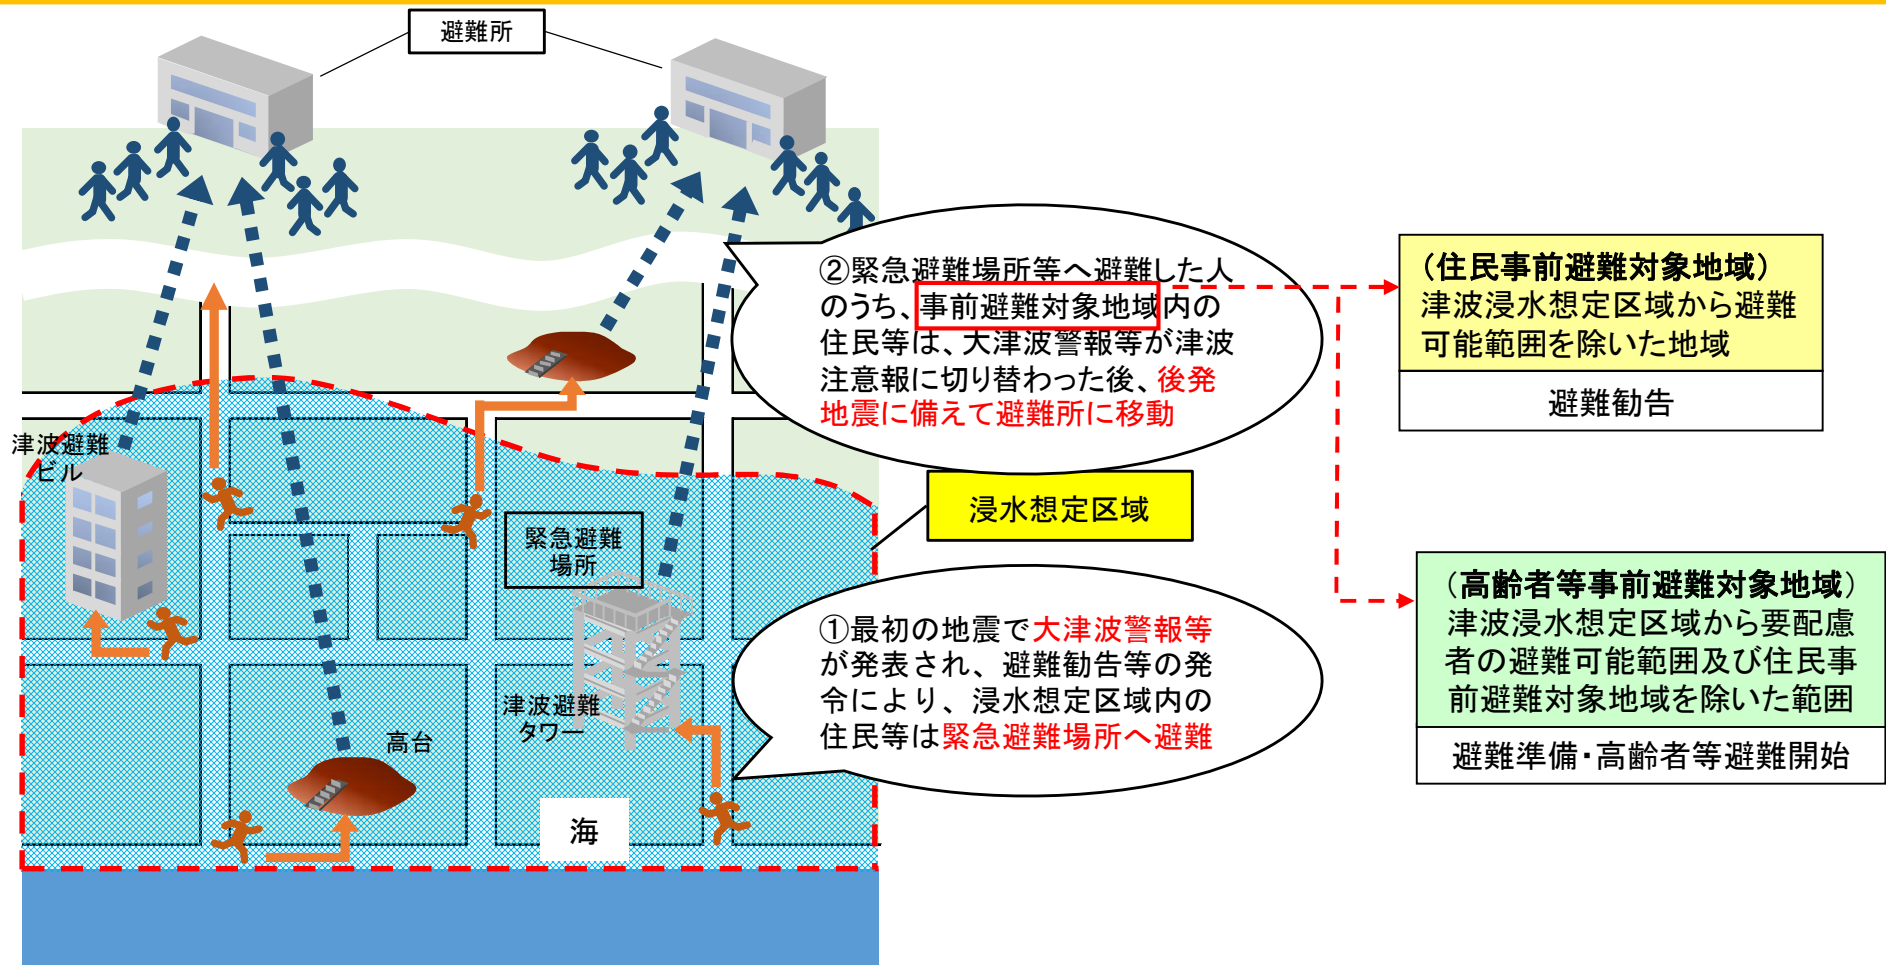 避難所
②緊急避難場所等へ避難した人
のうち、事前避難対象地域内の
住民等は、大津波警報等が津波
注意報に切り替わった後、後発
地震に備えて避難所に移動
(住民事前避難対象地域)
津波浸水想定区域から避難
可能範囲を除いた地域
避難勧告
津波避難
ビル
浸水想定区域
緊急避難
場所
①最初の地震で大津波警報等
が発表され、避難勧告等の発
令により、浸水想定区域内の
住民等は緊急避難場所へ避難
(高齢者等事前避難対象地域)
津波浸水想定区域から要配慮
者の避難可能範囲及び住民事
前避難対象地域を除いた範囲
避難準備・高齢者等避難開始
津波避難
タワー
高台
海